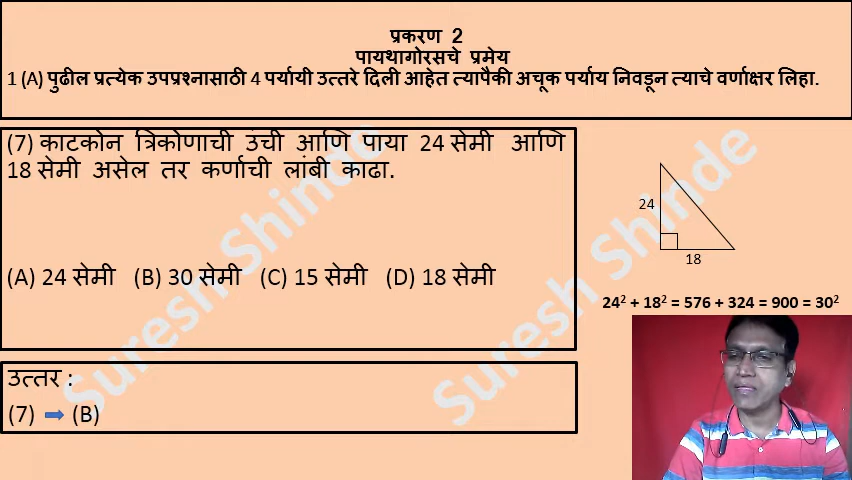 प्रकरण 2
पायथागोरसचे प्रमेय
1 (A) पुढील प्रत्येक उपप्रश्नासाठी 4 पर्यायी उत्तरे दिली आहेत त्यापैकी अचूक पर्याय निवडून त्याचे वर्णाक्षर लिहा.
(7) काटकोन त्रिकोणाची उंची आणि पाया 24 सेमी आणि
18 सेमी असेल तर कर्णाची लांबी काढा.
(A) 24 सेमी (B) 30 सेमी (C) 15 सेमी (D) 18 सेमी
24
18
24² + 18² = 576 + 324 = 900 = 30²
उत्तर :
(7) ➡ (B)
Suresh Shinde
Suresh Shinde